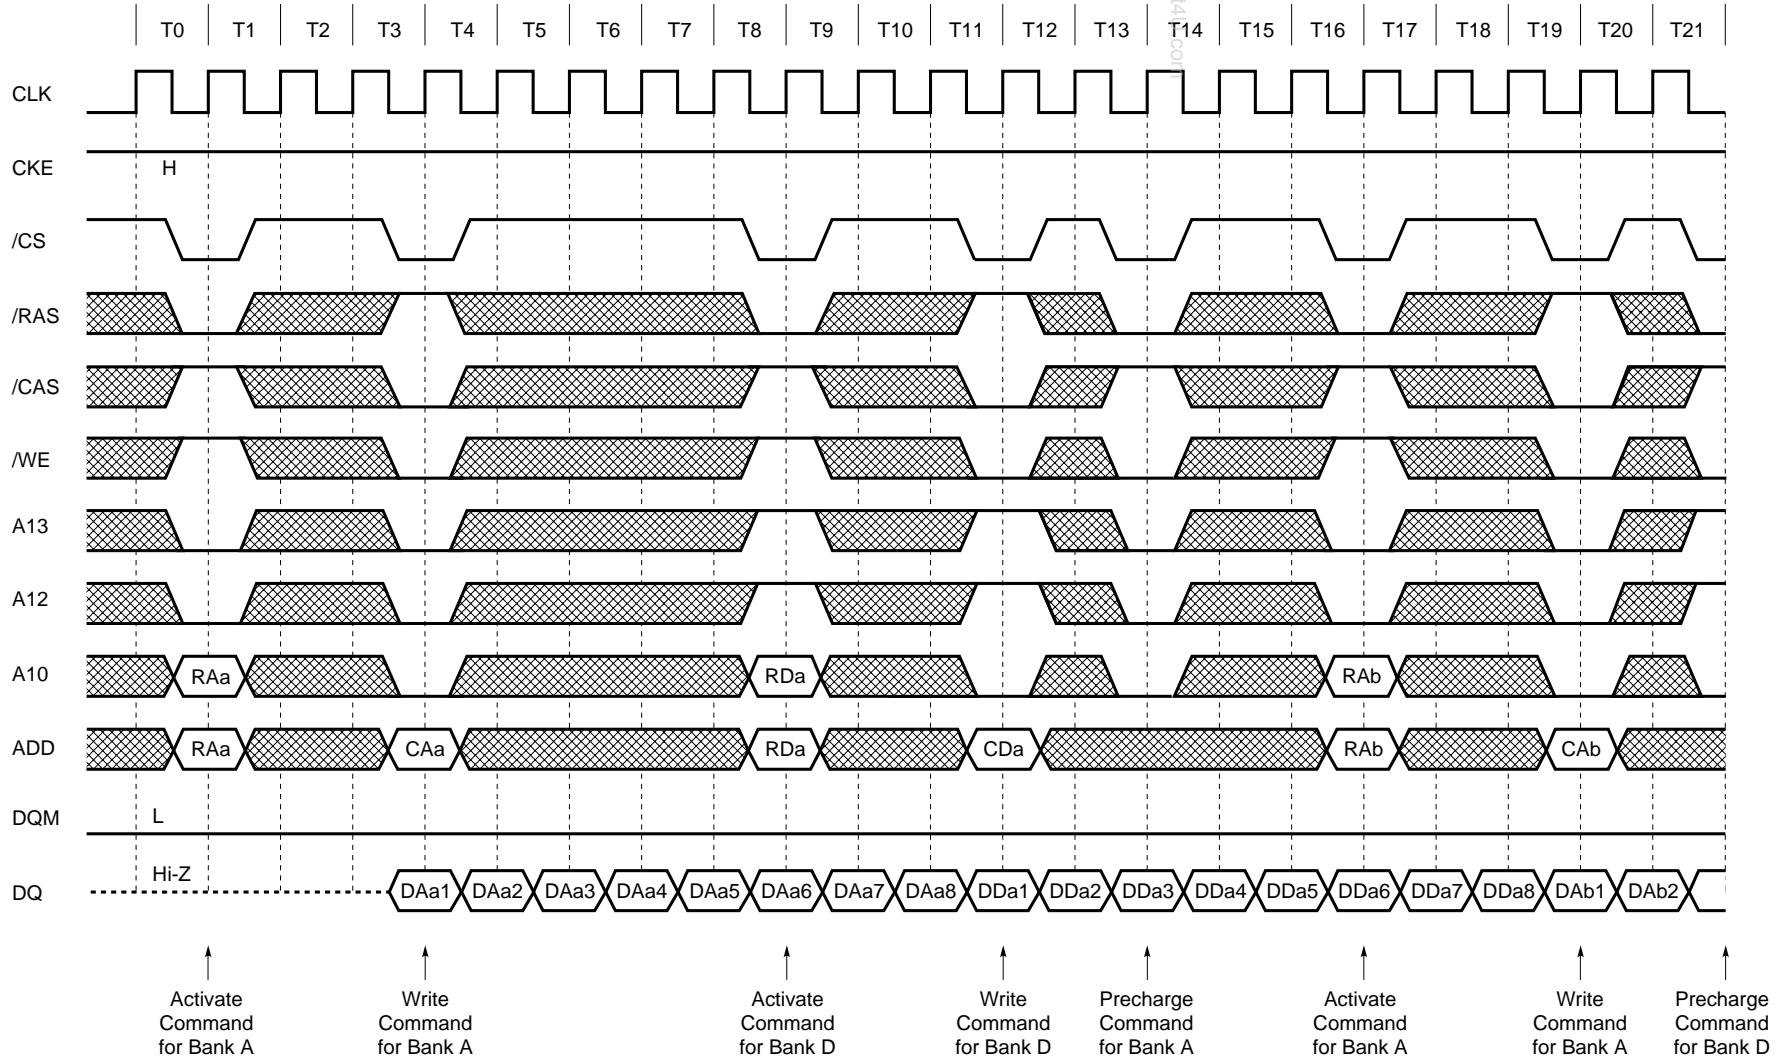 T0 T1 T2 T3 T4 T5 T6 T7 T8 T9 T10 T11 T12 T13 T14 T15 T16 T17 T18 T19 T20 T21
CLK
CKE H
/CS
/RAS
/CAS
/WE
A13
A12
A10 RAa RDa RAb
ADD RAa CAa RDa CDa RAb CAb
DQM L
Hi-Z
DQ DAa1 DAa2 DAa3 DAa4 DAa5 DAa6 DAa7 DAa8 DDa1 DDa2 DDa3 DDa4 DDa5 DDa6 DDa7 DDa8 DAb1 DAb2
Activate Command for Bank A
Write Command for Bank A
Activate Command for Bank D
Write Command for Bank D
Precharge Command for Bank A
Activate Command for Bank A
Write Command for Bank A
Precharge Command for Bank D